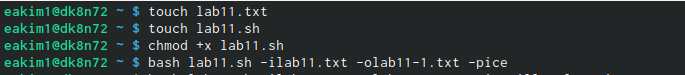 eakim1@dk8n72 ~ $ touch lab11.txt
eakim1@dk8n72 ~ $ touch lab11.sh
eakim1@dk8n72 ~ $ chmod +x lab11.sh
eakim1@dk8n72 ~ $ bash lab11.sh -ilab11.txt -olab11-1.txt -pice